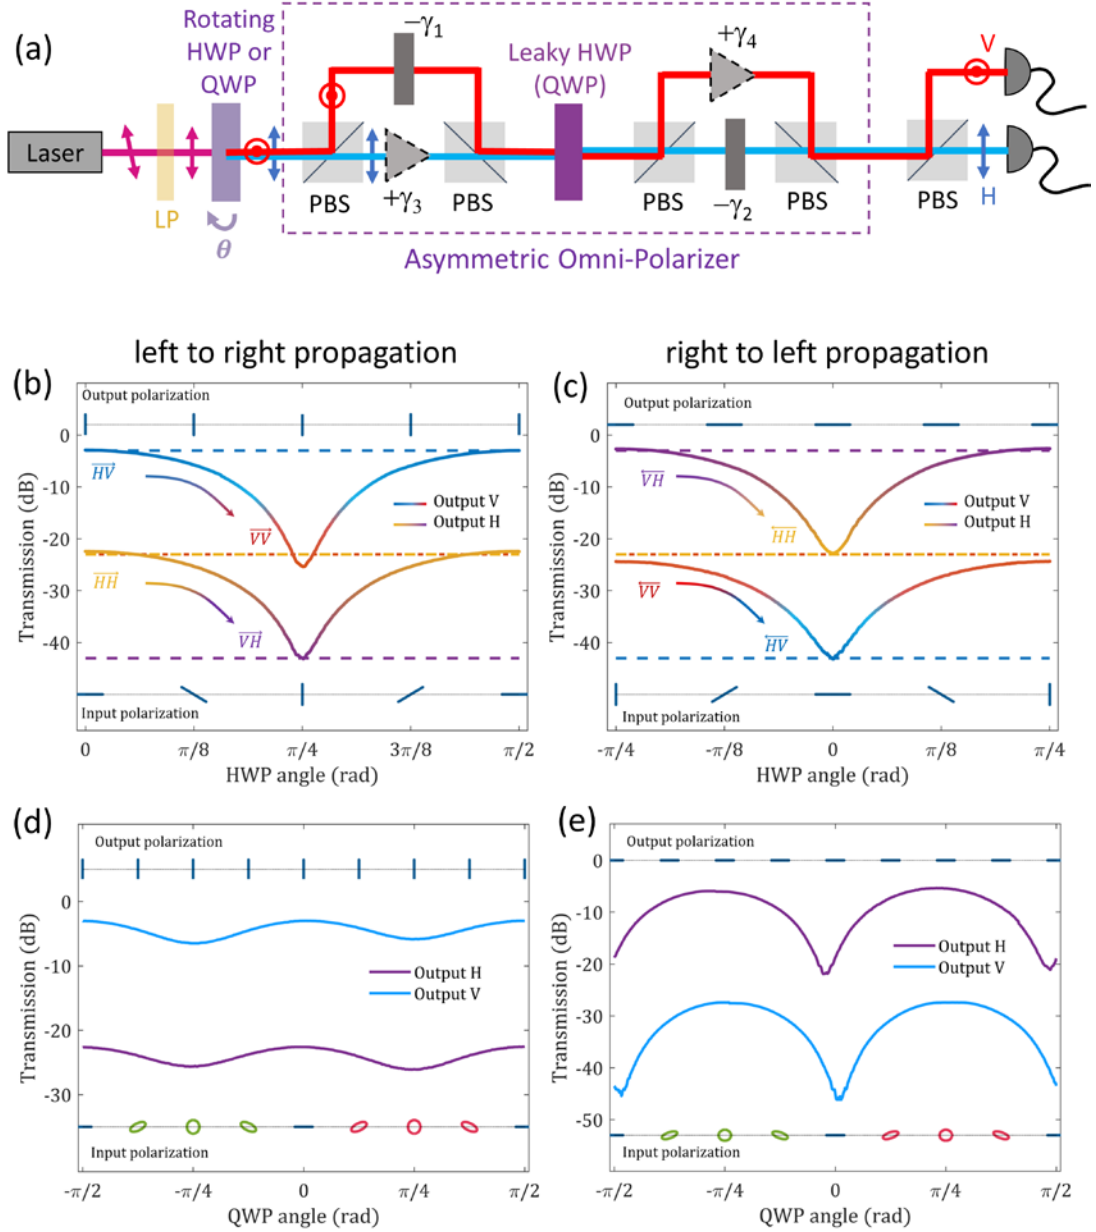 (a)
Rotating
HWP or
QWP
−γ₁
Leaky HWP
(QWP)
+γ₄
V
Laser
LP
θ
PBS
+γ₃
PBS
PBS
−γ₂
PBS
PBS
H
Asymmetric Omni-Polarizer
left to right propagation
right to left propagation
(b)
Output polarization
0
-10
-20
-30
-40
Transmission (dB)
HV
VV
HH
VH
Output V
Output H
Input polarization
0
π/8
π/4
3π/8
π/2
HWP angle (rad)
(c)
Output polarization
0
-10
-20
-30
-40
Transmission (dB)
VH
HH
VV
HV
Output V
Output H
Input polarization
-π/4
-π/8
0
π/8
π/4
HWP angle (rad)
(d)
Output polarization
0
-10
-20
-30
Transmission (dB)
Output H
Output V
Input polarization
-π/2
-π/4
0
π/4
π/2
QWP angle (rad)
(e)
Output polarization
0
-10
-20
-30
-40
-50
Transmission (dB)
Output H
Output V
Input polarization
-π/2
-π/4
0
π/4
π/2
QWP angle (rad)